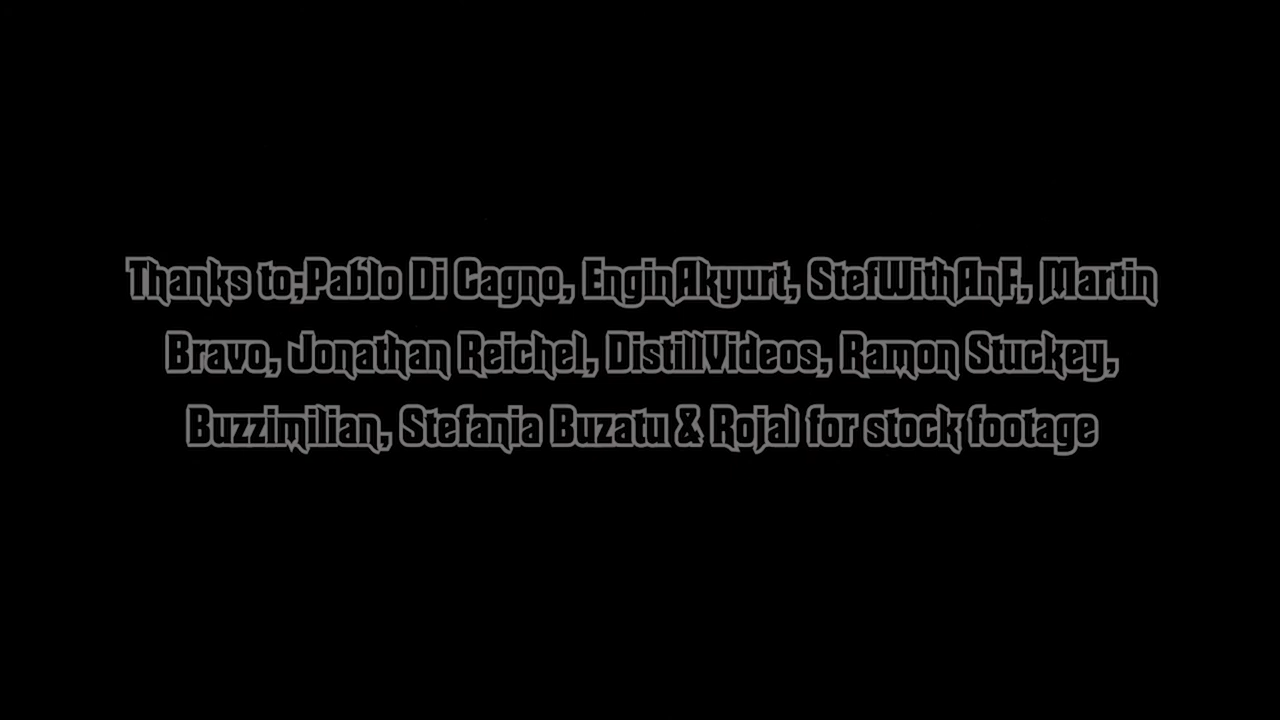 Thanks to;Pablo Di Cagno, EnginAkyurt, StefWithAnF, Martin
Bravo, Jonathan Reichel, DistillVideos, Ramon Stuckey,
Buzzimilian, Stefania Buzatu & Rojal for stock footage